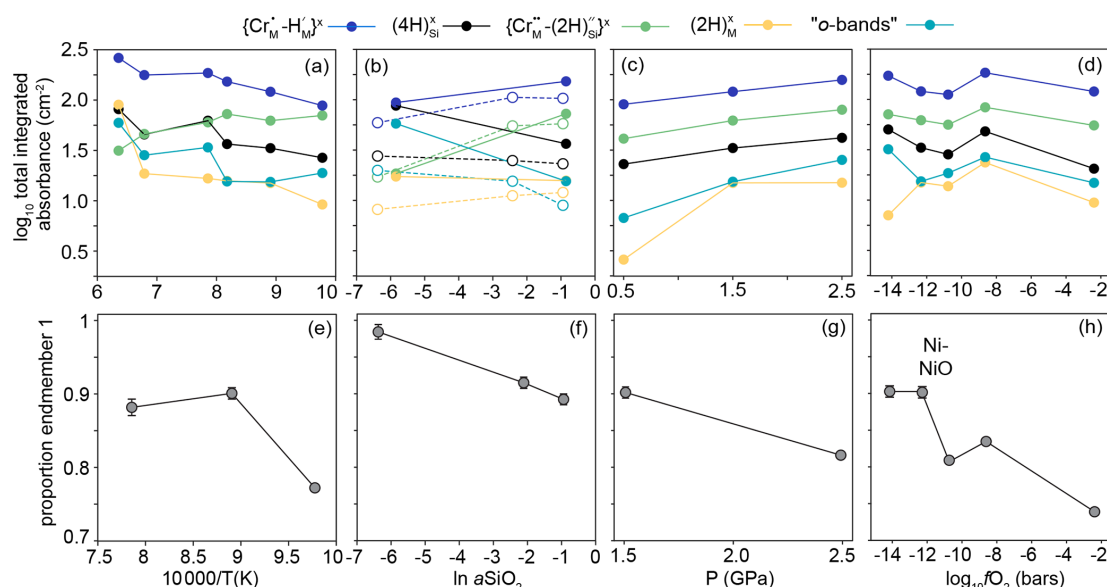 {Cr•M-H′M}x (4H)xSi {Cr••M-(2H)″Si}x (2H)xM "o-bands"
log10 total integrated
absorbance (cm-2)
2.5
2.0
1.5
1.0
0.5
(a) (b) (c) (d)
6 7 8 9 10
-7 -6 -5 -4 -3 -2 -1 0
0.5 1.5 2.5
-14 -12 -10 -8 -6 -4 -2
proportion endmember 1
1
0.9
0.8
0.7
(e) (f) (g) (h)
Ni-
NiO
7.5 8 8.5 9 9.5 10
-7 -6 -5 -4 -3 -2 -1 0
1.5 2.0 2.5
-14 -12 -10 -8 -6 -4 -2
10000/T(K) ln aSiO2 P (GPa) log10fO2 (bars)